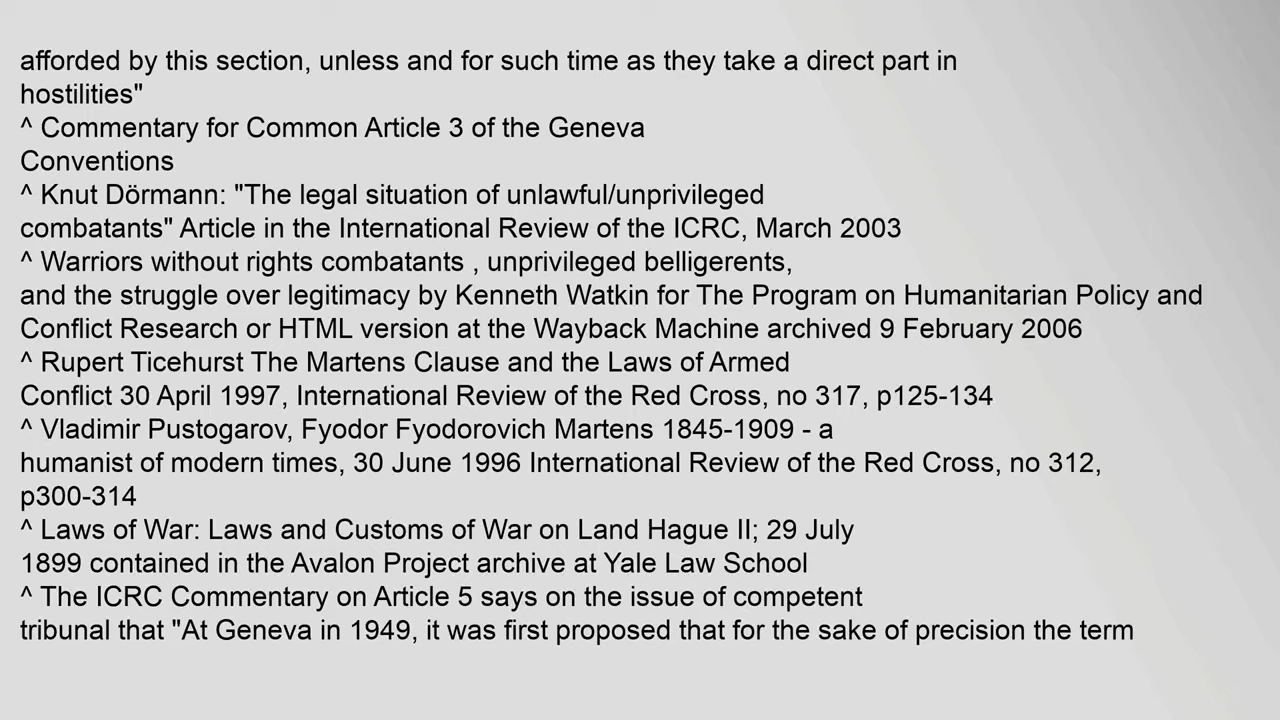 afforded by this section, unless and for such time as they take a direct part in
hostilities"
^ Commentary for Common Article 3 of the Geneva
Conventions
^ Knut Dörmann: "The legal situation of unlawful/unprivileged
combatants" Article in the International Review of the ICRC, March 2003
^ Warriors without rights combatants , unprivileged belligerents,
and the struggle over legitimacy by Kenneth Watkin for The Program on Humanitarian Policy and
Conflict Research or HTML version at the Wayback Machine archived 9 February 2006
^ Rupert Ticehurst The Martens Clause and the Laws of Armed
Conflict 30 April 1997, International Review of the Red Cross, no 317, p125-134
^ Vladimir Pustogarov, Fyodor Fyodorovich Martens 1845-1909 - a
humanist of modern times, 30 June 1996 International Review of the Red Cross, no 312,
p300-314
^ Laws of War: Laws and Customs of War on Land Hague II; 29 July
1899 contained in the Avalon Project archive at Yale Law School
^ The ICRC Commentary on Article 5 says on the issue of competent
tribunal that "At Geneva in 1949, it was first proposed that for the sake of precision the term